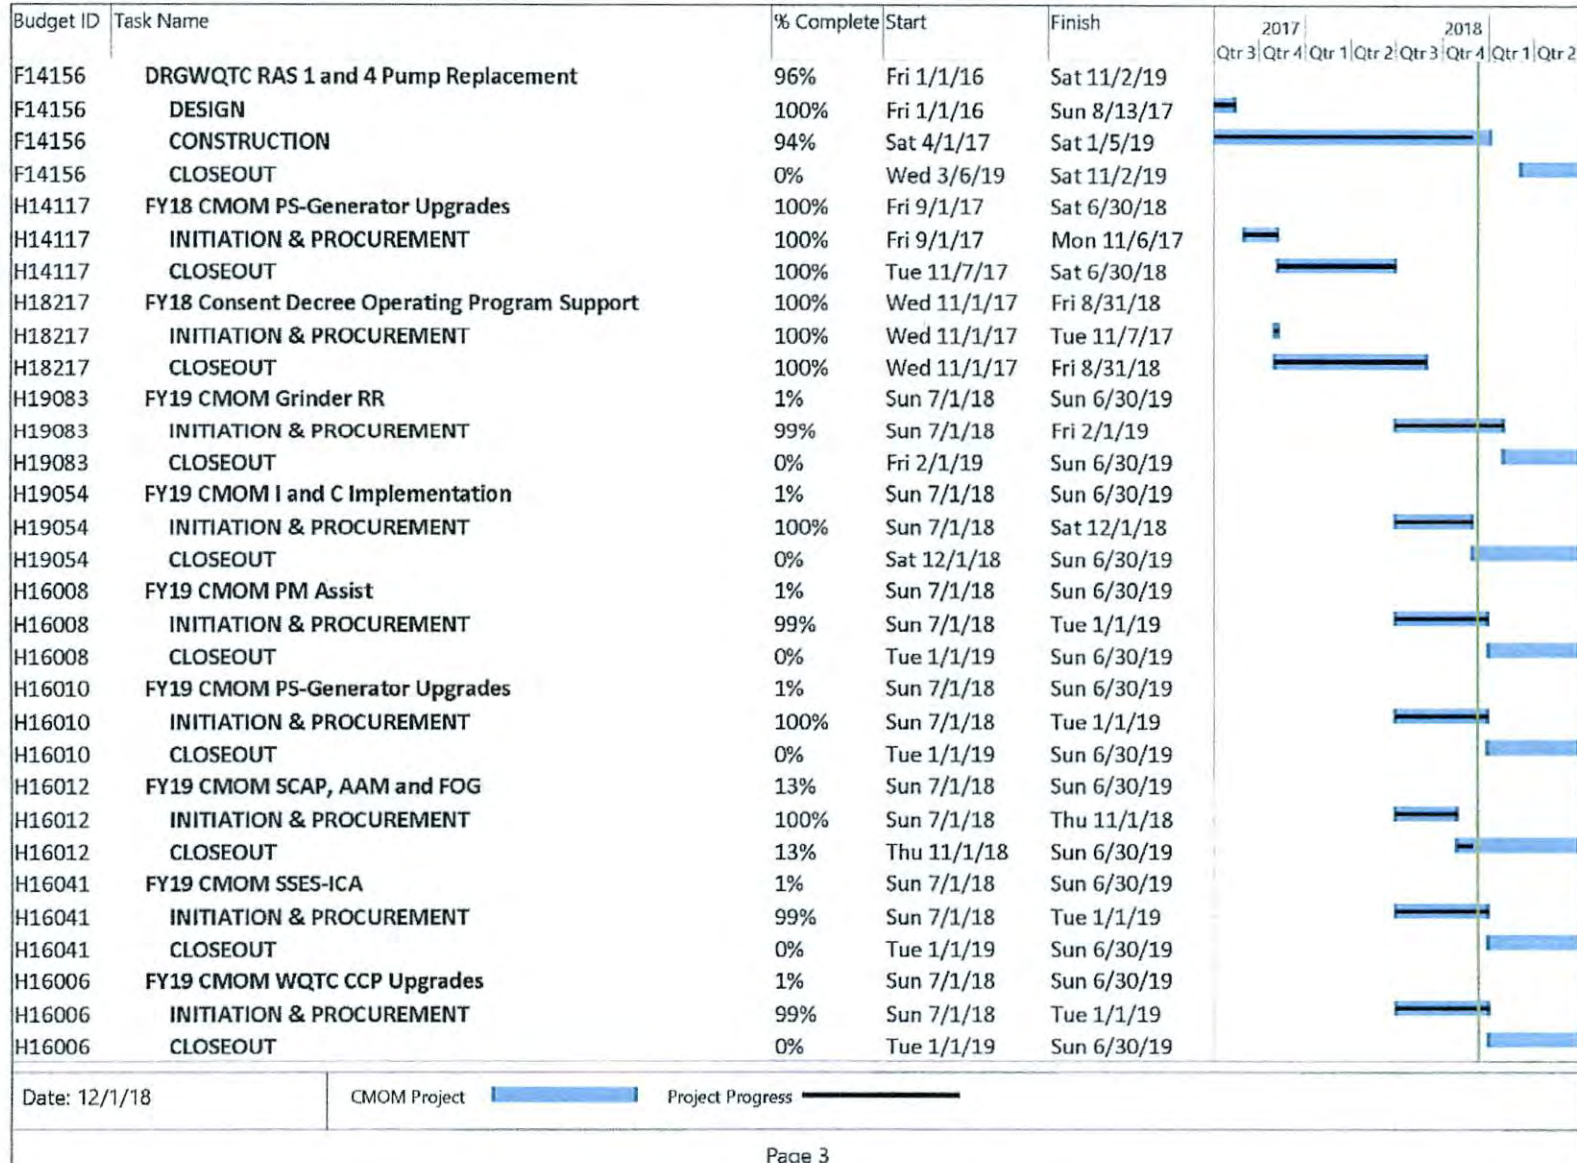 Budget ID Task Name % Complete Start Finish 2017 2018
Qtr 3 Qtr 4 Qtr 1 Qtr 2 Qtr 3 Qtr 4 Qtr 1 Qtr 2
F14156 DRGWQTC RAS 1 and 4 Pump Replacement 96% Fri 1/1/16 Sat 11/2/19
F14156 DESIGN 100% Fri 1/1/16 Sun 8/13/17
F14156 CONSTRUCTION 94% Sat 4/1/17 Sat 1/5/19
F14156 CLOSEOUT 0% Wed 3/6/19 Sat 11/2/19
H14117 FY18 CMOM PS-Generator Upgrades 100% Fri 9/1/17 Sat 6/30/18
H14117 INITIATION & PROCUREMENT 100% Fri 9/1/17 Mon 11/6/17
H14117 CLOSEOUT 100% Tue 11/7/17 Sat 6/30/18
H18217 FY18 Consent Decree Operating Program Support 100% Wed 11/1/17 Fri 8/31/18
H18217 INITIATION & PROCUREMENT 100% Wed 11/1/17 Tue 11/7/17
H18217 CLOSEOUT 100% Wed 11/1/17 Fri 8/31/18
H19083 FY19 CMOM Grinder RR 1% Sun 7/1/18 Sun 6/30/19
H19083 INITIATION & PROCUREMENT 99% Sun 7/1/18 Fri 2/1/19
H19083 CLOSEOUT 0% Fri 2/1/19 Sun 6/30/19
H19054 FY19 CMOM I and C Implementation 1% Sun 7/1/18 Sun 6/30/19
H19054 INITIATION & PROCUREMENT 100% Sun 7/1/18 Sat 12/1/18
H19054 CLOSEOUT 0% Sat 12/1/18 Sun 6/30/19
H16008 FY19 CMOM PM Assist 1% Sun 7/1/18 Sun 6/30/19
H16008 INITIATION & PROCUREMENT 99% Sun 7/1/18 Tue 1/1/19
H16008 CLOSEOUT 0% Tue 1/1/19 Sun 6/30/19
H16010 FY19 CMOM PS-Generator Upgrades 1% Sun 7/1/18 Sun 6/30/19
H16010 INITIATION & PROCUREMENT 100% Sun 7/1/18 Tue 1/1/19
H16010 CLOSEOUT 0% Tue 1/1/19 Sun 6/30/19
H16012 FY19 CMOM SCAP, AAM and FOG 13% Sun 7/1/18 Sun 6/30/19
H16012 INITIATION & PROCUREMENT 100% Sun 7/1/18 Thu 11/1/18
H16012 CLOSEOUT 13% Thu 11/1/18 Sun 6/30/19
H16041 FY19 CMOM SSES-ICA 1% Sun 7/1/18 Sun 6/30/19
H16041 INITIATION & PROCUREMENT 99% Sun 7/1/18 Tue 1/1/19
H16041 CLOSEOUT 0% Tue 1/1/19 Sun 6/30/19
H16006 FY19 CMOM WQTC CCP Upgrades 1% Sun 7/1/18 Sun 6/30/19
H16006 INITIATION & PROCUREMENT 99% Sun 7/1/18 Tue 1/1/19
H16006 CLOSEOUT 0% Tue 1/1/19 Sun 6/30/19
Date: 12/1/18 CMOM Project Project Progress
Page 3